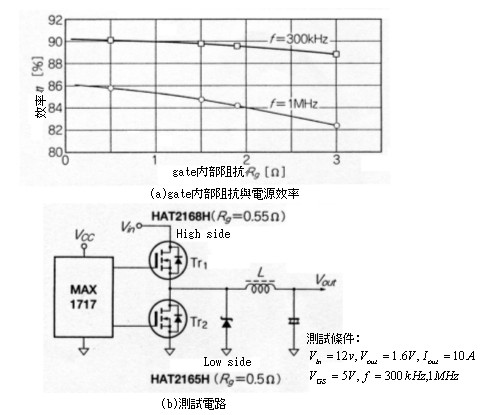 92
90
88
86
84
82
80
效率η [%]
f=300kHz
f=1MHz
0
1
2
3
gate內部阻抗Rg [Ω]
(a)gate內部阻抗與電源效率
HAT2168H(Rg=0.55Ω)
Vin
High side
VCC
Tr1
MAX
1717
L
Vout
Tr2
Low side
HAT2165H(Rg=0.5Ω)
測試條件：
Vin=12v,Vout=1.6V,Iout=10A
VGS=5V,f=300kHz,1MHz
(b)測試電路